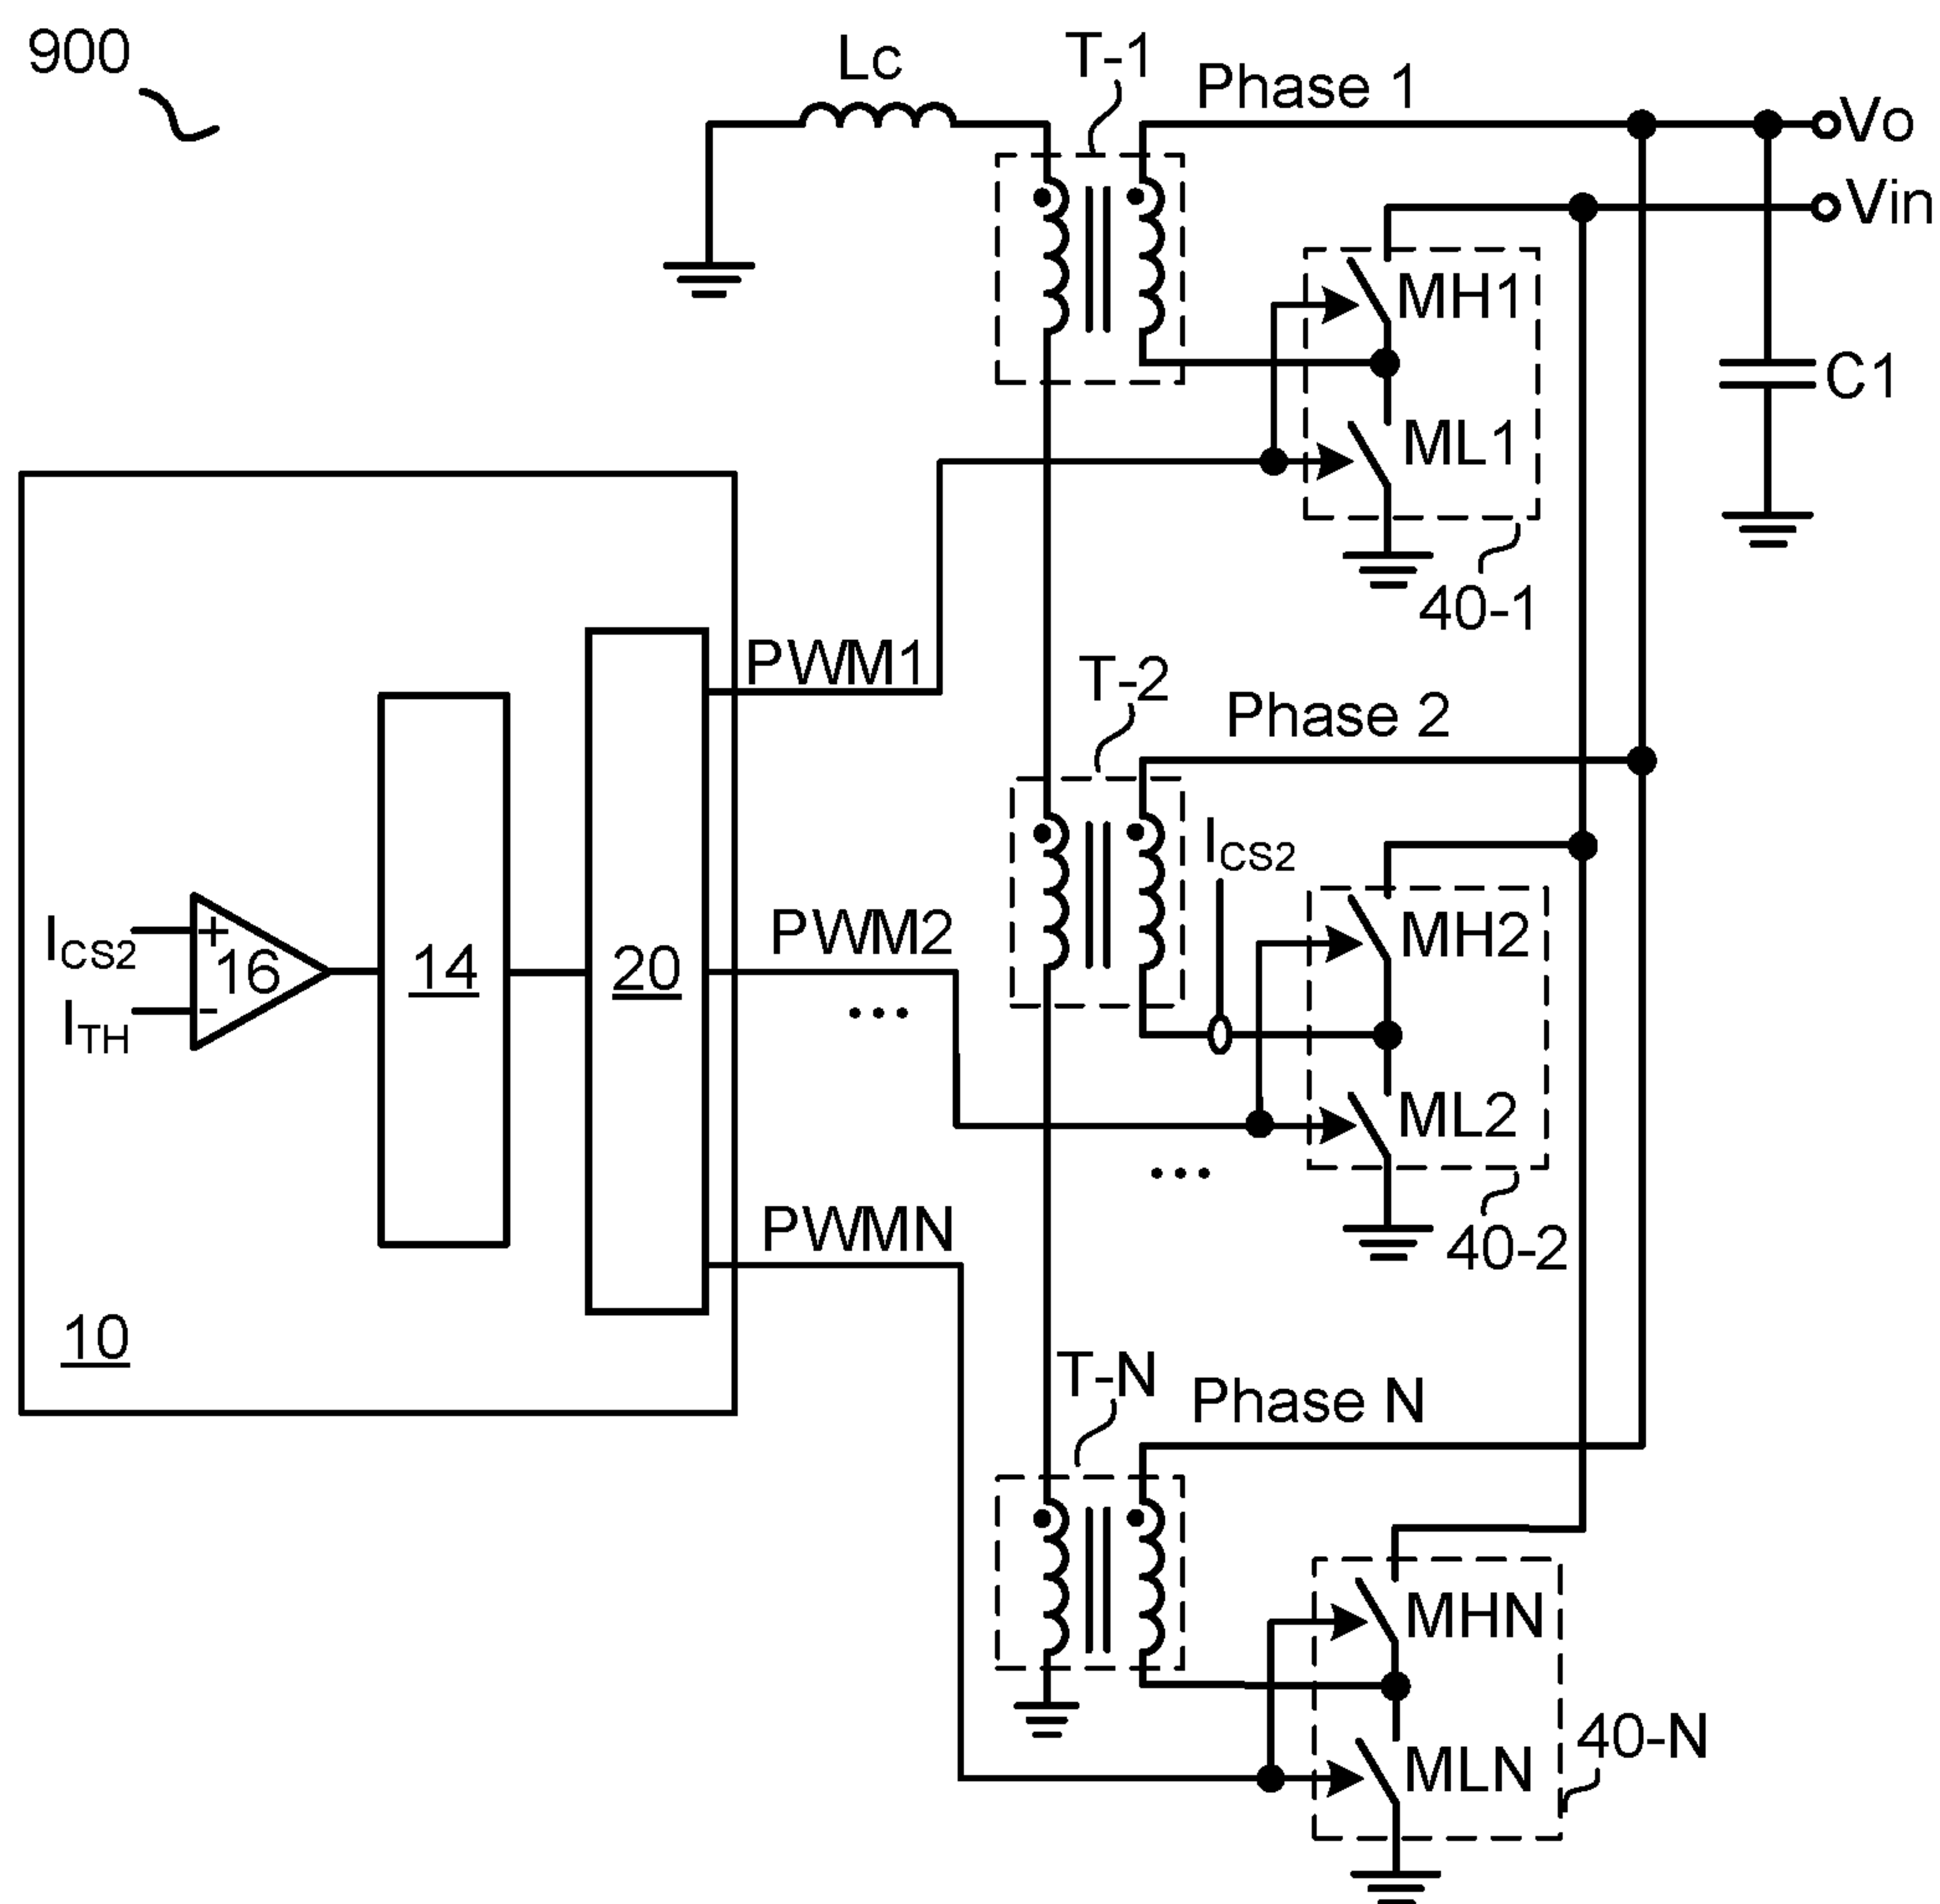 900
Lc
T-1
Phase 1
Vo
Vin
MH1
C1
ML1
40-1
PWM1
T-2
Phase 2
ICS2
PWM2
MH2
ICS2
+
16
14
20
ITH
-
...
ML2
...
PWMN
40-2
10
T-N
Phase N
MHN
40-N
MLN